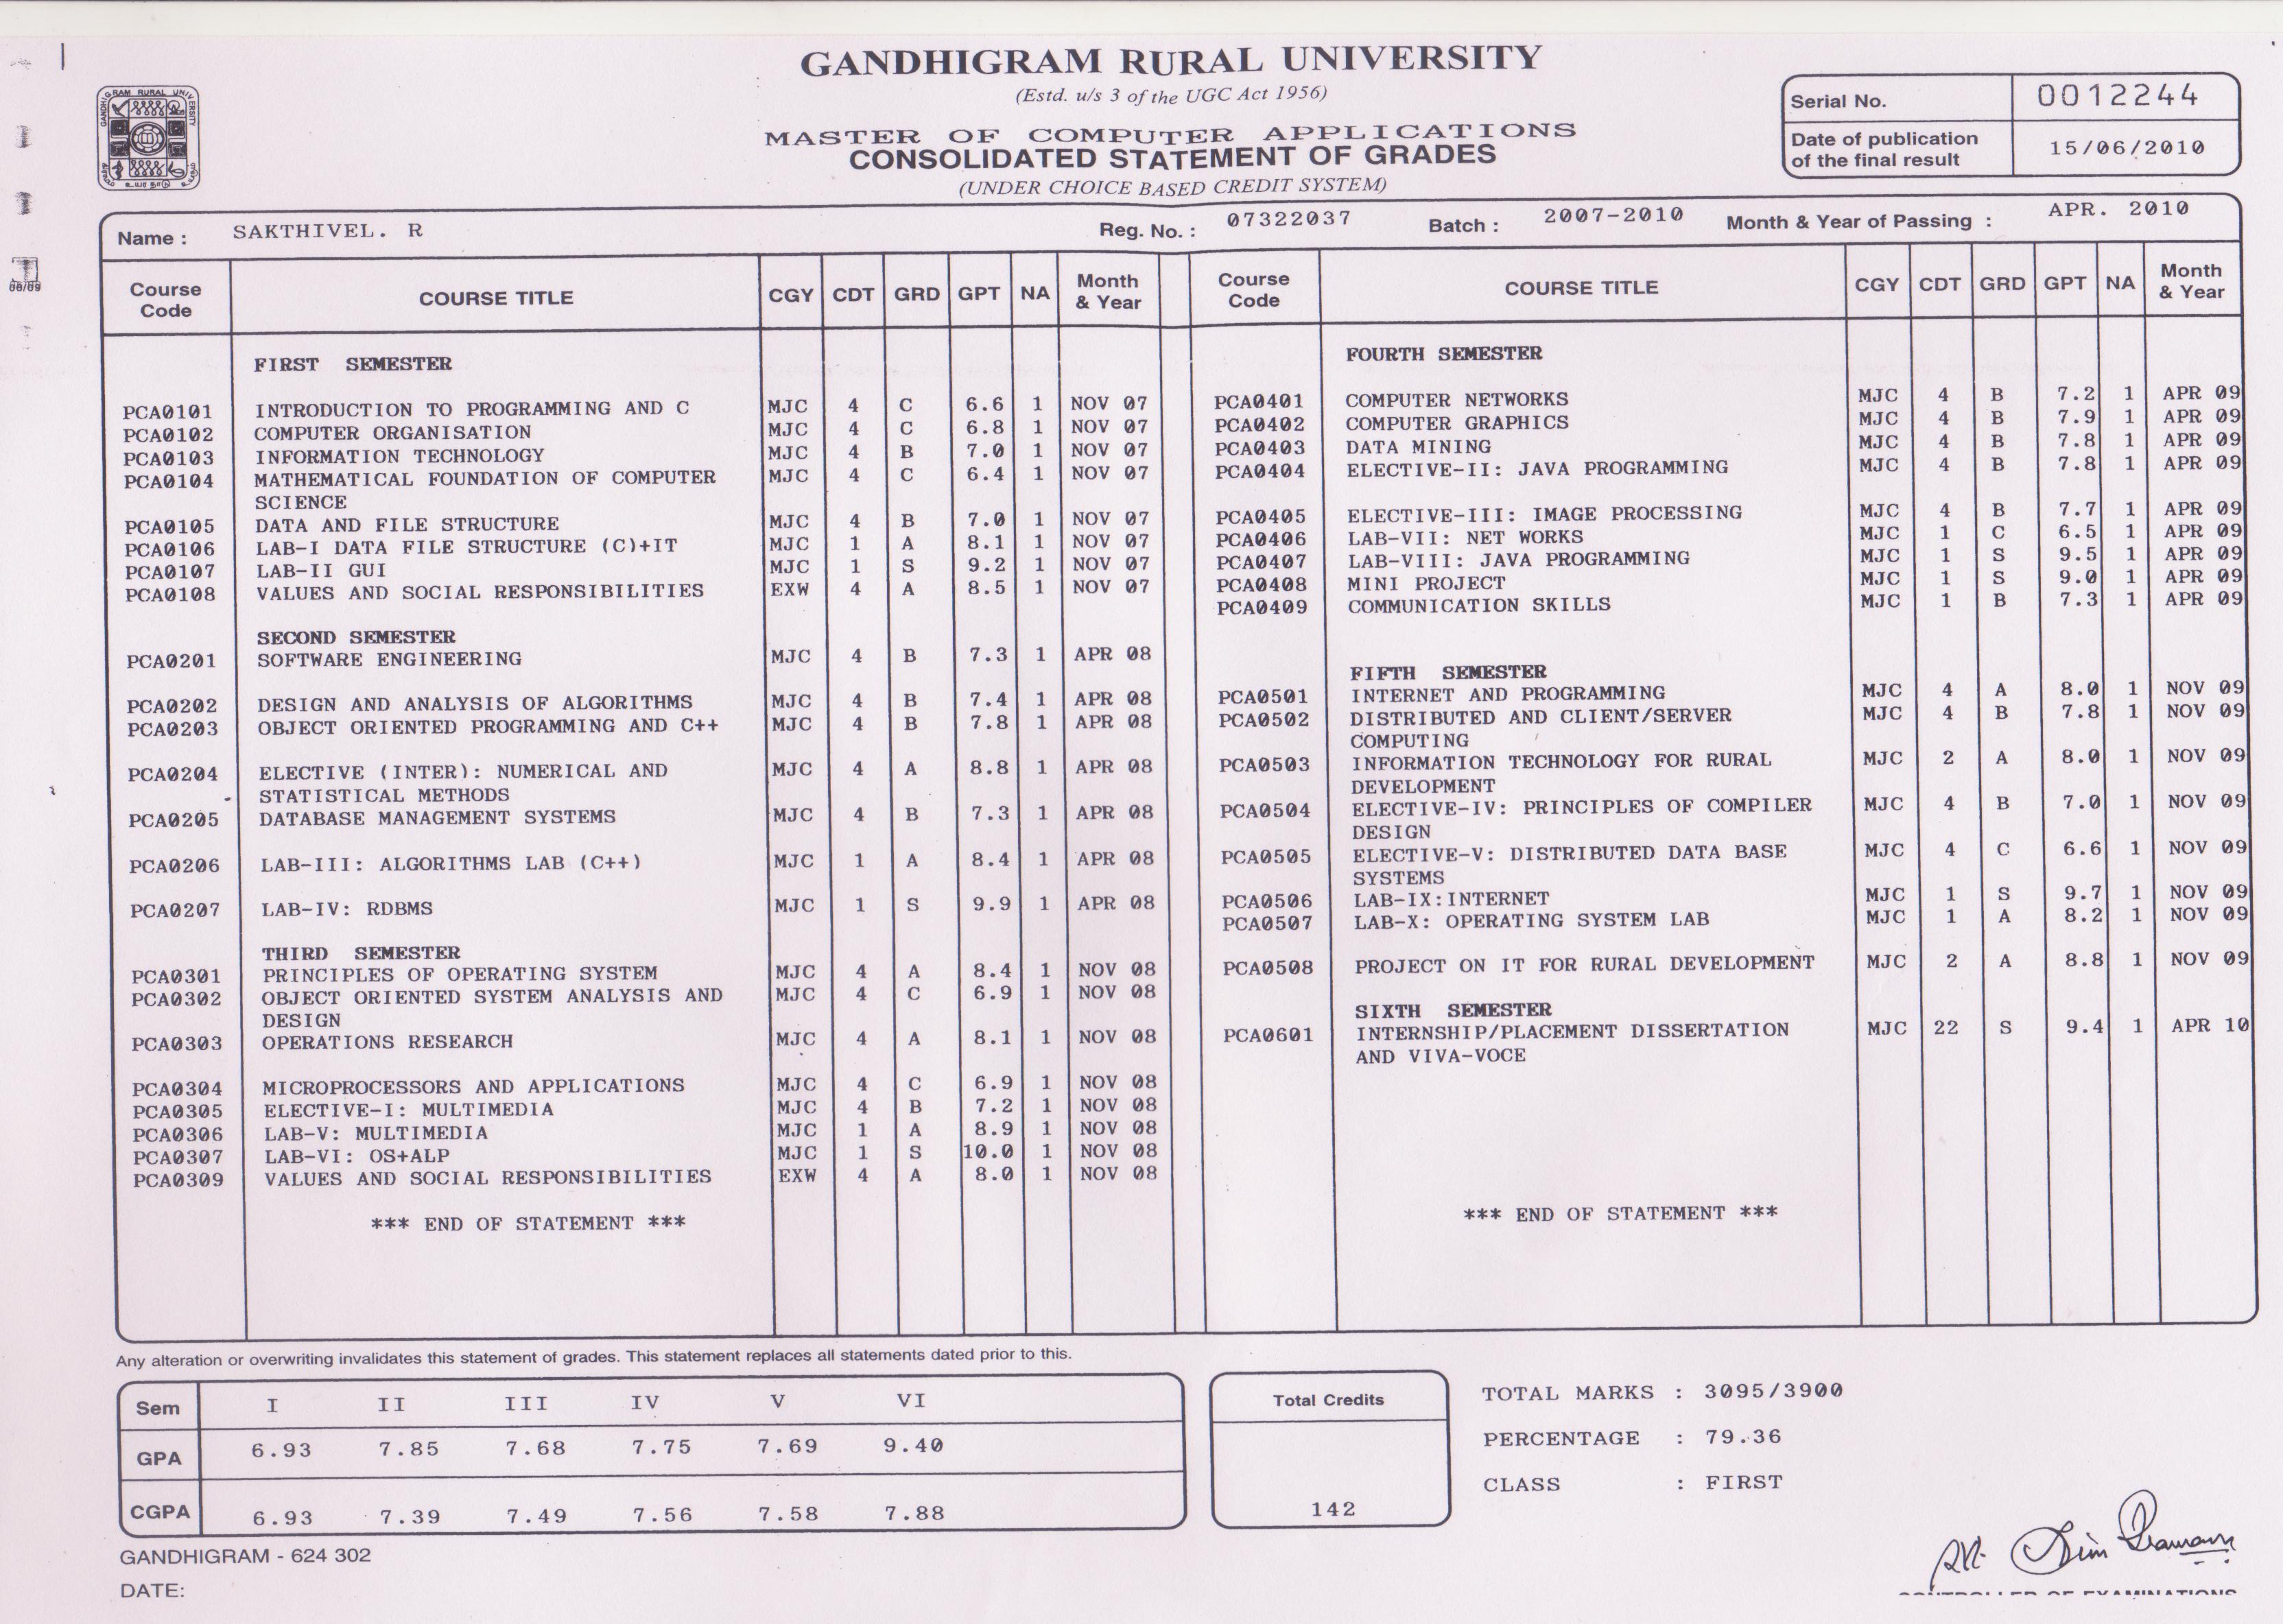 GANDHIGRAM RURAL UNIVERSITY
(Estd. u/s 3 of the UGC Act 1956)
MASTER OF COMPUTER APPLICATIONS
CONSOLIDATED STATEMENT OF GRADES
(UNDER CHOICE BASED CREDIT SYSTEM)
GANDHIGRAM RURAL UNIVERSITY
Serial No. 0012244
Date of publication of the final result 15/06/2010
Name : SAKTHIVEL. R Reg. No. : 07322037 Batch : 2007-2010 Month & Year of Passing : APR. 2010
Course Code COURSE TITLE CGY CDT GRD GPT NA Month & Year
FIRST SEMESTER
PCA0101 INTRODUCTION TO PROGRAMMING AND C MJC 4 C 6.6 1 NOV 07
PCA0102 COMPUTER ORGANISATION MJC 4 C 6.8 1 NOV 07
PCA0103 INFORMATION TECHNOLOGY MJC 4 B 7.0 1 NOV 07
PCA0104 MATHEMATICAL FOUNDATION OF COMPUTER MJC 4 C 6.4 1 NOV 07
SCIENCE
PCA0105 DATA AND FILE STRUCTURE MJC 4 B 7.0 1 NOV 07
PCA0106 LAB-I DATA FILE STRUCTURE (C)+IT MJC 1 A 8.1 1 NOV 07
PCA0107 LAB-II GUI MJC 1 S 9.2 1 NOV 07
PCA0108 VALUES AND SOCIAL RESPONSIBILITIES EXW 4 A 8.5 1 NOV 07
SECOND SEMESTER
PCA0201 SOFTWARE ENGINEERING MJC 4 B 7.3 1 APR 08
PCA0202 DESIGN AND ANALYSIS OF ALGORITHMS MJC 4 B 7.4 1 APR 08
PCA0203 OBJECT ORIENTED PROGRAMMING AND C++ MJC 4 B 7.8 1 APR 08
PCA0204 ELECTIVE (INTER): NUMERICAL AND MJC 4 A 8.8 1 APR 08
STATISTICAL METHODS
PCA0205 DATABASE MANAGEMENT SYSTEMS MJC 4 B 7.3 1 APR 08
PCA0206 LAB-III: ALGORITHMS LAB (C++) MJC 1 A 8.4 1 APR 08
PCA0207 LAB-IV: RDBMS MJC 1 S 9.9 1 APR 08
THIRD SEMESTER
PCA0301 PRINCIPLES OF OPERATING SYSTEM MJC 4 A 8.4 1 NOV 08
PCA0302 OBJECT ORIENTED SYSTEM ANALYSIS AND MJC 4 C 6.9 1 NOV 08
DESIGN
PCA0303 OPERATIONS RESEARCH MJC 4 A 8.1 1 NOV 08
PCA0304 MICROPROCESSORS AND APPLICATIONS MJC 4 C 6.9 1 NOV 08
PCA0305 ELECTIVE-I: MULTIMEDIA MJC 4 B 7.2 1 NOV 08
PCA0306 LAB-V: MULTIMEDIA MJC 1 A 8.9 1 NOV 08
PCA0307 LAB-VI: OS+ALP MJC 1 S 10.0 1 NOV 08
PCA0309 VALUES AND SOCIAL RESPONSIBILITIES EXW 4 A 8.0 1 NOV 08
*** END OF STATEMENT ***
Course Code COURSE TITLE CGY CDT GRD GPT NA Month & Year
FOURTH SEMESTER
PCA0401 COMPUTER NETWORKS MJC 4 B 7.2 1 APR 09
PCA0402 COMPUTER GRAPHICS MJC 4 B 7.9 1 APR 09
PCA0403 DATA MINING MJC 4 B 7.8 1 APR 09
PCA0404 ELECTIVE-II: JAVA PROGRAMMING MJC 4 B 7.8 1 APR 09
PCA0405 ELECTIVE-III: IMAGE PROCESSING MJC 4 B 7.7 1 APR 09
PCA0406 LAB-VII: NET WORKS MJC 1 C 6.5 1 APR 09
PCA0407 LAB-VIII: JAVA PROGRAMMING MJC 1 S 9.5 1 APR 09
PCA0408 MINI PROJECT MJC 1 S 9.0 1 APR 09
PCA0409 COMMUNICATION SKILLS MJC 1 B 7.3 1 APR 09
FIFTH SEMESTER
PCA0501 INTERNET AND PROGRAMMING MJC 4 A 8.0 1 NOV 09
PCA0502 DISTRIBUTED AND CLIENT/SERVER MJC 4 B 7.8 1 NOV 09
COMPUTING
PCA0503 INFORMATION TECHNOLOGY FOR RURAL MJC 2 A 8.0 1 NOV 09
DEVELOPMENT
PCA0504 ELECTIVE-IV: PRINCIPLES OF COMPILER MJC 4 B 7.0 1 NOV 09
DESIGN
PCA0505 ELECTIVE-V: DISTRIBUTED DATA BASE MJC 4 C 6.6 1 NOV 09
SYSTEMS
PCA0506 LAB-IX:INTERNET MJC 1 S 9.7 1 NOV 09
PCA0507 LAB-X: OPERATING SYSTEM LAB MJC 1 A 8.2 1 NOV 09
PCA0508 PROJECT ON IT FOR RURAL DEVELOPMENT MJC 2 A 8.8 1 NOV 09
SIXTH SEMESTER
PCA0601 INTERNSHIP/PLACEMENT DISSERTATION MJC 22 S 9.4 1 APR 10
AND VIVA-VOCE
*** END OF STATEMENT ***
Any alteration or overwriting invalidates this statement of grades. This statement replaces all statements dated prior to this.
Sem I II III IV V VI
GPA 6.93 7.85 7.68 7.75 7.69 9.40
CGPA 6.93 7.39 7.49 7.56 7.58 7.88
Total Credits
142
TOTAL MARKS : 3095/3900
PERCENTAGE : 79.36
CLASS : FIRST
GANDHIGRAM - 624 302
DATE:
CONTROLLER OF EXAMINATIONS